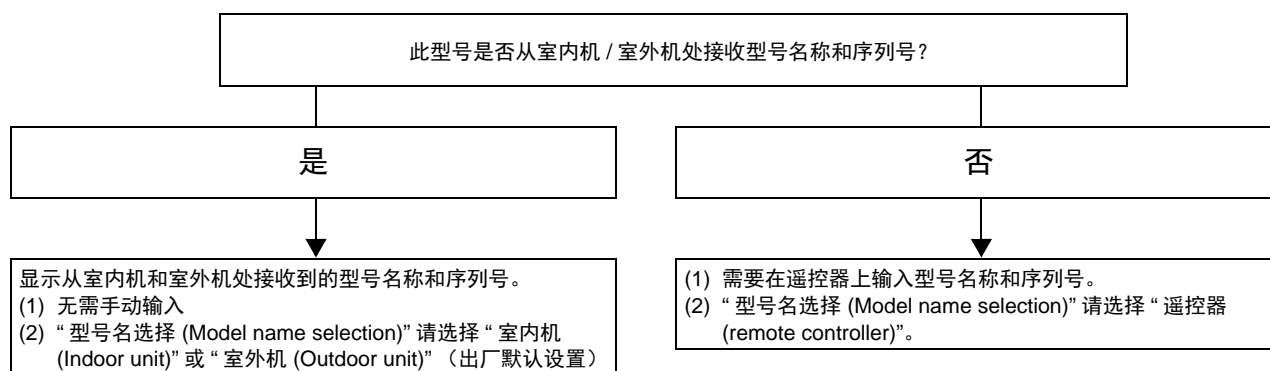 此型号是否从室内机 / 室外机处接收型号名称和序列号?
是
否
显示从室内机和室外机处接收到的型号名称和序列号。
(1) 无需手动输入
(2) “ 型号名选择 (Model name selection)” 请选择 “ 室内机
(Indoor unit)” 或 “ 室外机 (Outdoor unit)” （出厂默认设置）
(1) 需要在遥控器上输入型号名称和序列号。
(2) “ 型号名选择 (Model name selection)” 请选择 “ 遥控器
(remote controller)”。